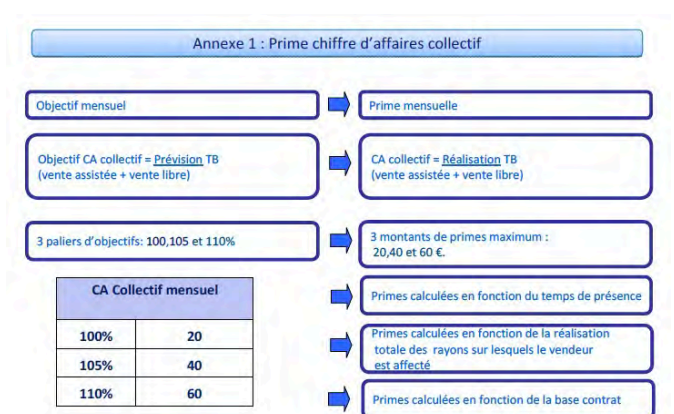 Annexe 1 : Prime chiffre d'affaires collectif
Objectif mensuel
Prime mensuelle
Objectif CA collectif = Prévision TB
(vente assistée + vente libre)
CA collectif = Réalisation TB
(vente assistée + vente libre)
3 paliers d'objectifs: 100,105 et 110%
3 montants de primes maximum :
20,40 et 60 €.
CA Collectif mensuel
100% 20
105% 40
110% 60
Primes calculées en fonction du temps de présence
Primes calculées en fonction de la réalisation
totale des rayons sur lesquels le vendeur
est affecté
Primes calculées en fonction de la base contrat